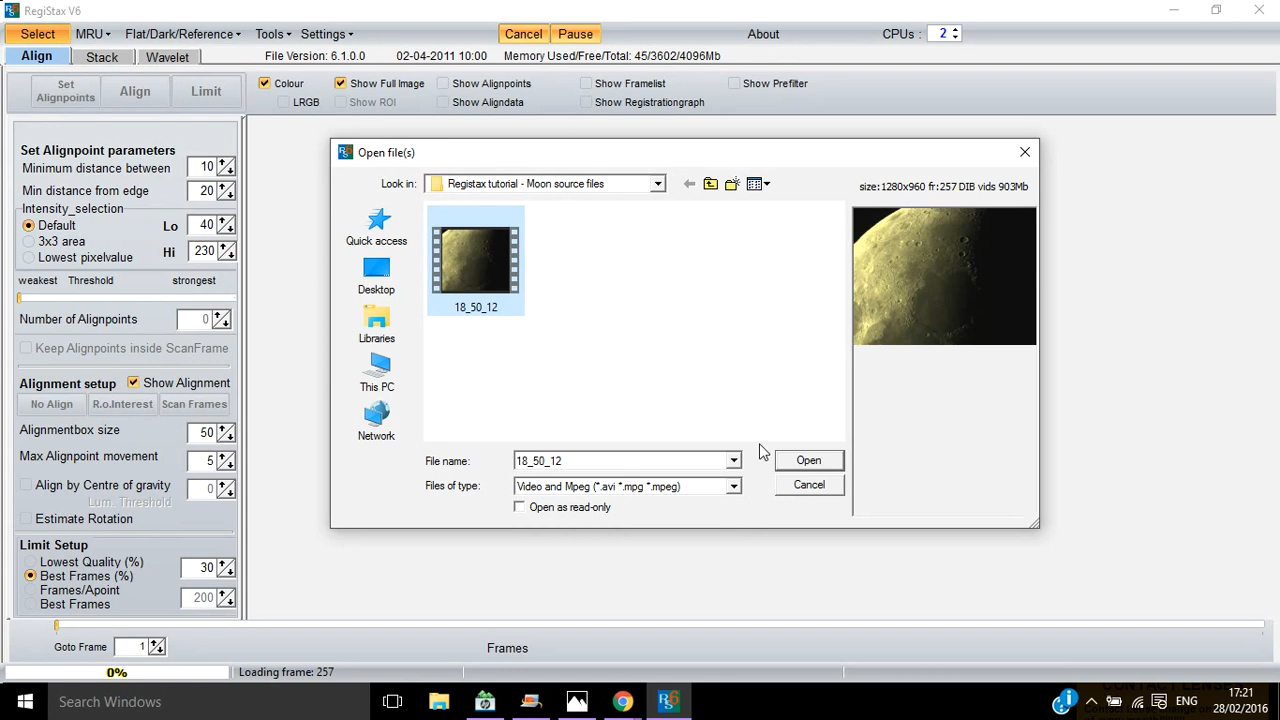 RegiStax V6
Select MRU Flat/Dark/Reference Tools Settings Cancel Pause About CPUs: 2
Align Stack Wavelet File Version: 6.1.0.0 02-04-2011 10:00 Memory Used/Free/Total: 45/3602/4096Mb
Set Alignpoints Align Limit
Colour Show Full Image Show Alignpoints Show Framelist Show Prefilter
LRGB Show ROI Show Aligndata Show Registrationgraph
Set Alignpoint parameters
Minimum distance between 10
Min distance from edge 20
Intensity_selection
Default Lo 40
3x3 area
Lowest pixelvalue Hi 230
weakest Threshold strongest
Number of Alignpoints 0
Keep Alignpoints inside ScanFrame
Alignment setup Show Alignment
No Align R.o.Interest Scan Frames
Alignmentbox size 50
Max Alignpoint movement 5
Align by Centre of gravity 0
Lum. Threshold
Estimate Rotation
Limit Setup
Lowest Quality (%)
Best Frames (%) 30
Frames/Apoint
Best Frames 200
Open file(s)
Look in: Registax tutorial - Moon source files
size:1280x960 fr:257 DIB vids 903Mb
Quick access
Desktop
Libraries
This PC
Network
18_50_12
File name: 18_50_12 Open
Files of type: Video and Mpeg (*.avi *.mpg *.mpeg) Cancel
Open as read-only
Goto Frame 1 Frames
0% Loading frame: 257
Search Windows
R6
ENG
17:21
28/02/2016